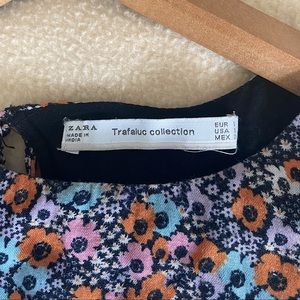 ZARA
MADE IN
INDIA
Trafaluc collection
EUR
USA
MEX